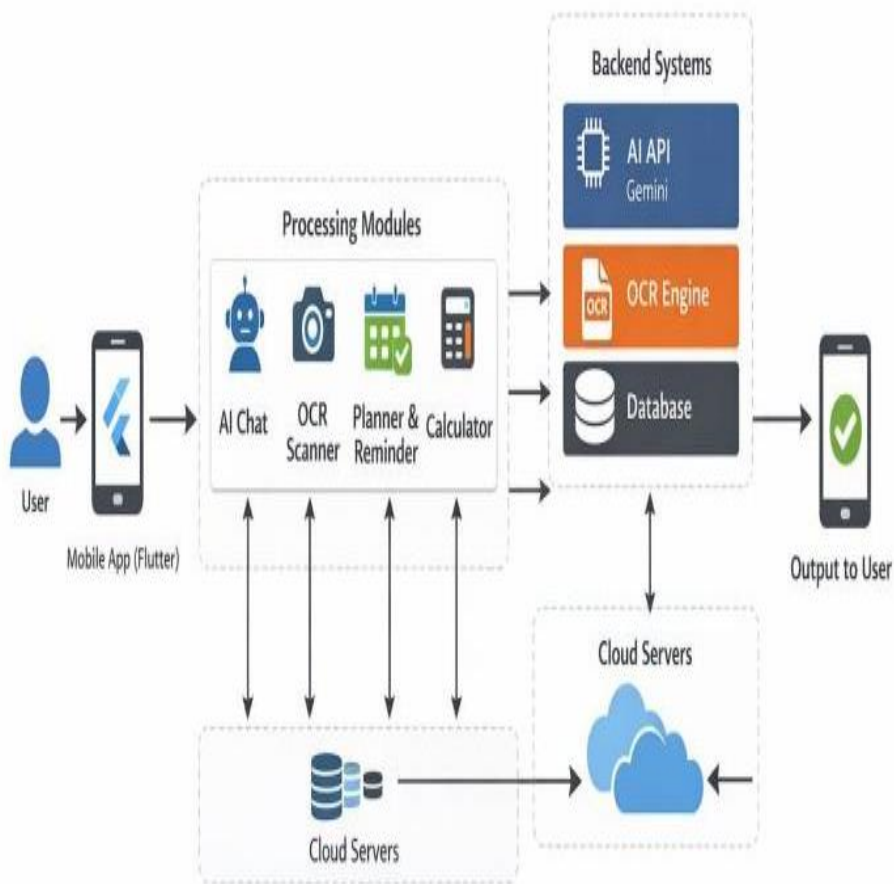 Backend Systems
AI API
Gemini
Processing Modules
OCR
OCR Engine
AI Chat
OCR
Scanner
Planner &
Reminder
Calculator
Database
User
Mobile App (Flutter)
Output to User
Cloud Servers
Cloud Servers